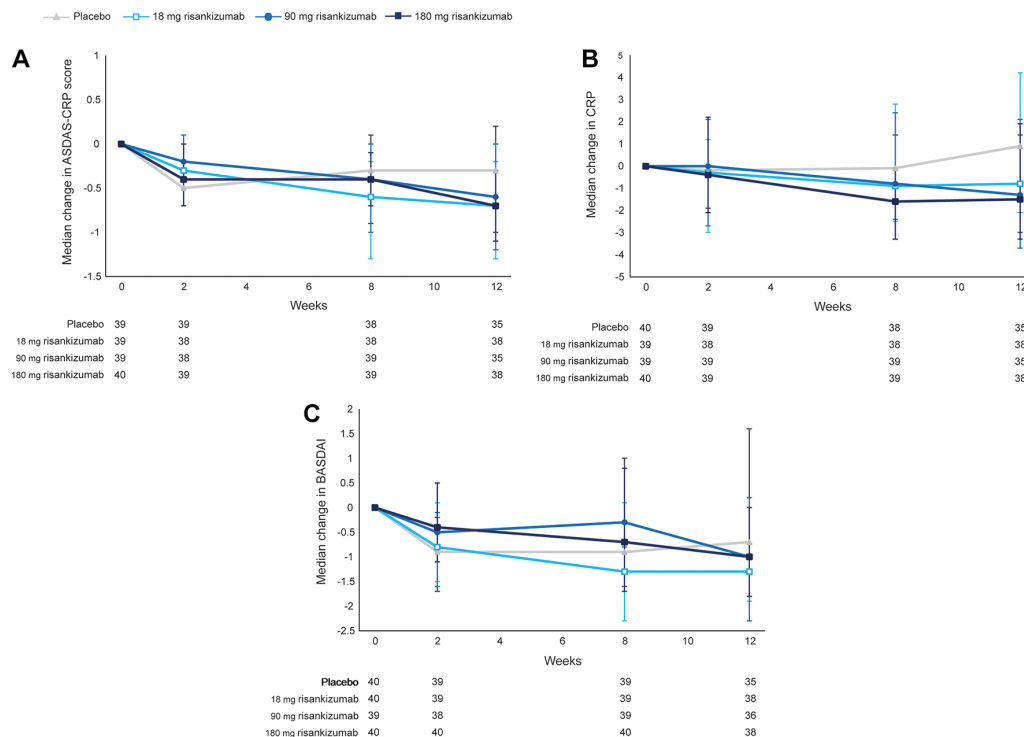 Placebo 18 mg risankizumab 90 mg risankizumab 180 mg risankizumab
A
Median change in ASDAS-CRP score
1
0.5
0
-0.5
-1
-1.5
0 2 4 6 8 10 12
Weeks
Placebo 39 39 38 35
18 mg risankizumab 39 38 38 38
90 mg risankizumab 39 38 39 35
180 mg risankizumab 40 39 39 38
B
Median change in CRP
5
4
3
2
1
0
-1
-2
-3
-4
-5
0 2 4 6 8 10 12
Weeks
Placebo 40 39 38 35
18 mg risankizumab 39 38 38 38
90 mg risankizumab 39 39 39 35
180 mg risankizumab 40 39 39 38
C
Median change in BASDAI
2
1.5
1
0.5
0
-0.5
-1
-1.5
-2
-2.5
0 2 4 6 8 10 12
Weeks
Placebo 40 39 39 35
18 mg risankizumab 40 39 39 38
90 mg risankizumab 39 38 39 36
180 mg risankizumab 40 40 40 38